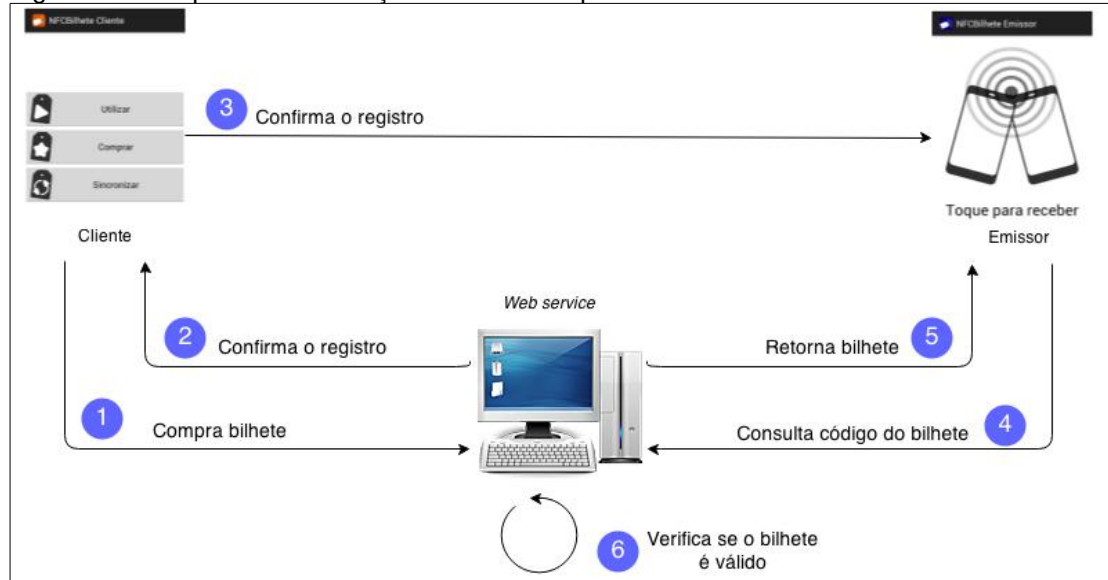 NFCBilhete Cliente
NFCBilhete Emissor
Utilizar
Comprar
Sincronizar
3
Confirma o registro
Toque para receber
Cliente
Emissor
Web service
2
Confirma o registro
Retorna bilhete
5
1
Compra bilhete
Consulta código do bilhete
4
6
Verifica se o bilhete
é válido